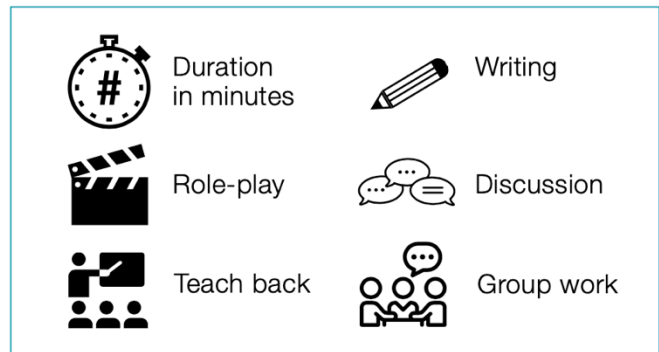 #
Duration
in minutes
Writing
Role-play
Discussion
Teach back
Group work